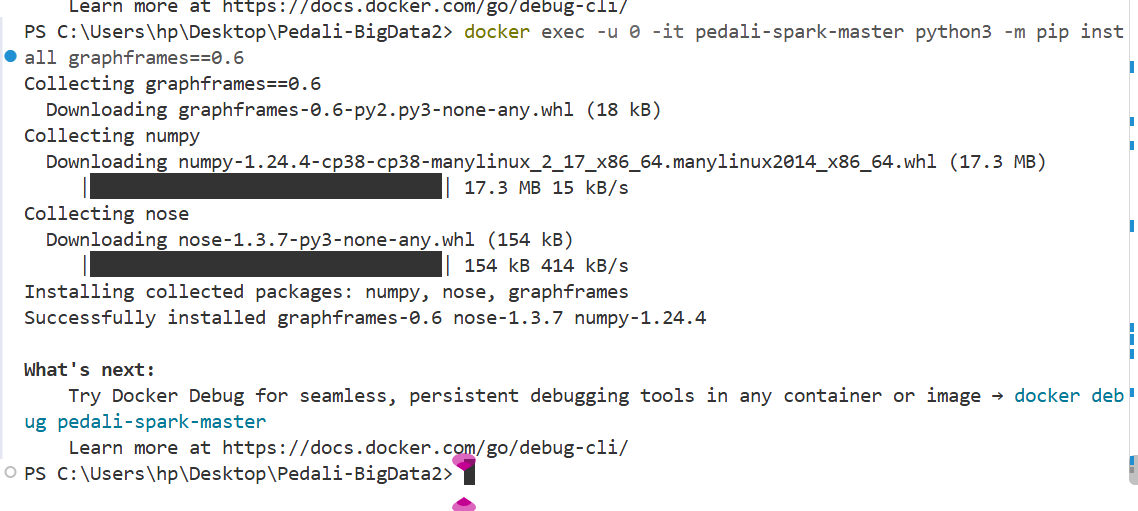 Learn more at https://docs.docker.com/go/debug-cli/
PS C:\Users\hp\Desktop\Pedali-BigData2> docker exec -u 0 -it pedali-spark-master python3 -m pip inst
all graphframes==0.6
Collecting graphframes==0.6
  Downloading graphframes-0.6-py2.py3-none-any.whl (18 kB)
Collecting numpy
  Downloading numpy-1.24.4-cp38-cp38-manylinux_2_17_x86_64.manylinux2014_x86_64.whl (17.3 MB)
     |████████████████████████████████| 17.3 MB 15 kB/s
Collecting nose
  Downloading nose-1.3.7-py3-none-any.whl (154 kB)
     |████████████████████████████████| 154 kB 414 kB/s
Installing collected packages: numpy, nose, graphframes
Successfully installed graphframes-0.6 nose-1.3.7 numpy-1.24.4

What's next:
    Try Docker Debug for seamless, persistent debugging tools in any container or image → docker deb
ug pedali-spark-master
    Learn more at https://docs.docker.com/go/debug-cli/
PS C:\Users\hp\Desktop\Pedali-BigData2>